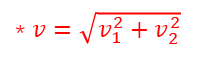 * v = √(v₁² + v₂²)